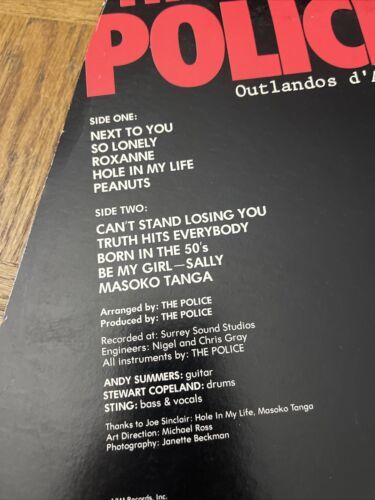 POLIC
Outlandos d'A
SIDE ONE:
NEXT TO YOU
SO LONELY
ROXANNE
HOLE IN MY LIFE
PEANUTS
SIDE TWO:
CAN'T STAND LOSING YOU
TRUTH HITS EVERYBODY
BORN IN THE 50's
BE MY GIRL—SALLY
MASOKO TANGA
Arranged by: THE POLICE
Produced by: THE POLICE
Recorded at: Surrey Sound Studios
Engineers: Nigel and Chris Gray
All instruments by: THE POLICE
ANDY SUMMERS: guitar
STEWART COPELAND: drums
STING: bass & vocals
Thanks to Joe Sinclair: Hole In My Life, Masoko Tanga
Art Direction: Michael Ross
Photography: Janette Beckman
Records, Inc.